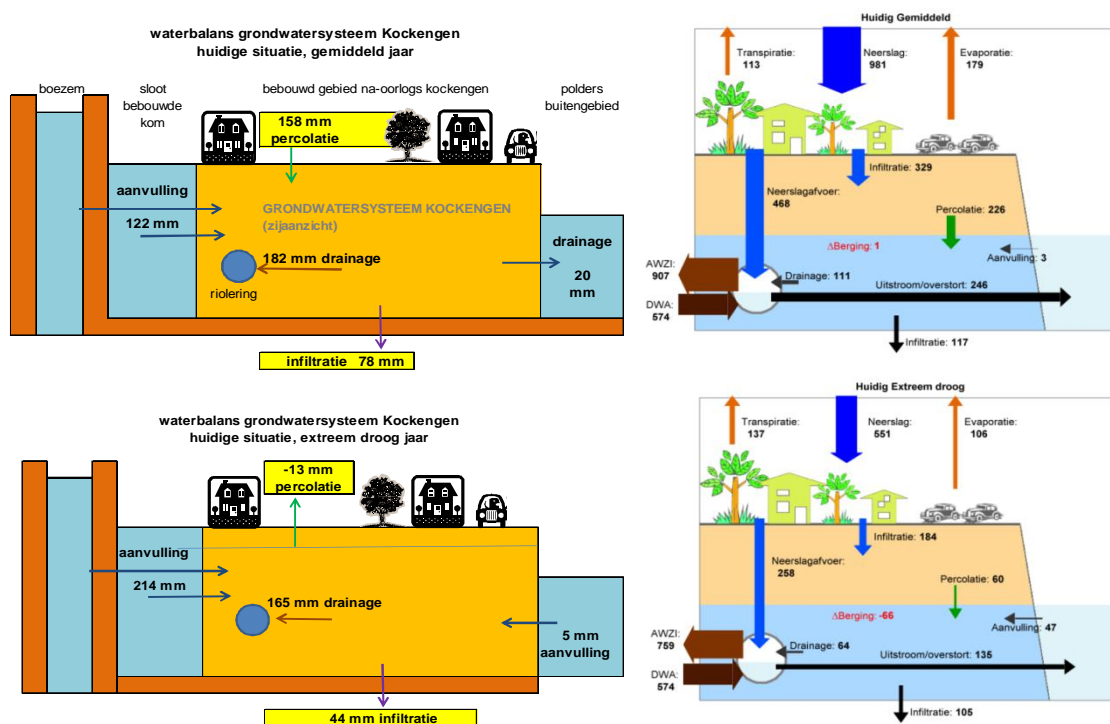 waterbalans grondwatersysteem Kockengen
huidige situatie, gemiddeld jaar
boezem
sloot
bebouwde
kom
bebouwd gebied na-oorlogs kockengen
polders
buitengebied
158 mm
percolatie
aanvulling
122 mm
GRONDWATERSYSTEEM KOCKENGEN
(zijaanzicht)
182 mm drainage
riolering
drainage
20
mm
infiltratie 78 mm
Huidig Gemiddeld
Transpiratie:
113
Neerslag:
981
Evaporatie:
179
Infiltratie: 329
Neerslagafvoer:
468
Percolatie: 226
ΔBerging: 1
Aanvulling: 3
AWZI:
907
Drainage: 111
Uitstroom/overstort: 246
DWA:
574
Infiltratie: 117
waterbalans grondwatersysteem Kockengen
huidige situatie, extreem droog jaar
-13 mm
percolatie
aanvulling
214 mm
165 mm drainage
5 mm
aanvulling
44 mm infiltratie
Huidig Extreem droog
Transpiratie:
137
Neerslag:
551
Evaporatie:
106
Infiltratie: 184
Neerslagafvoer:
258
Percolatie: 60
ΔBerging: -66
Aanvulling: 47
AWZI:
759
Drainage: 64
Uitstroom/overstort: 135
DWA:
574
Infiltratie: 105